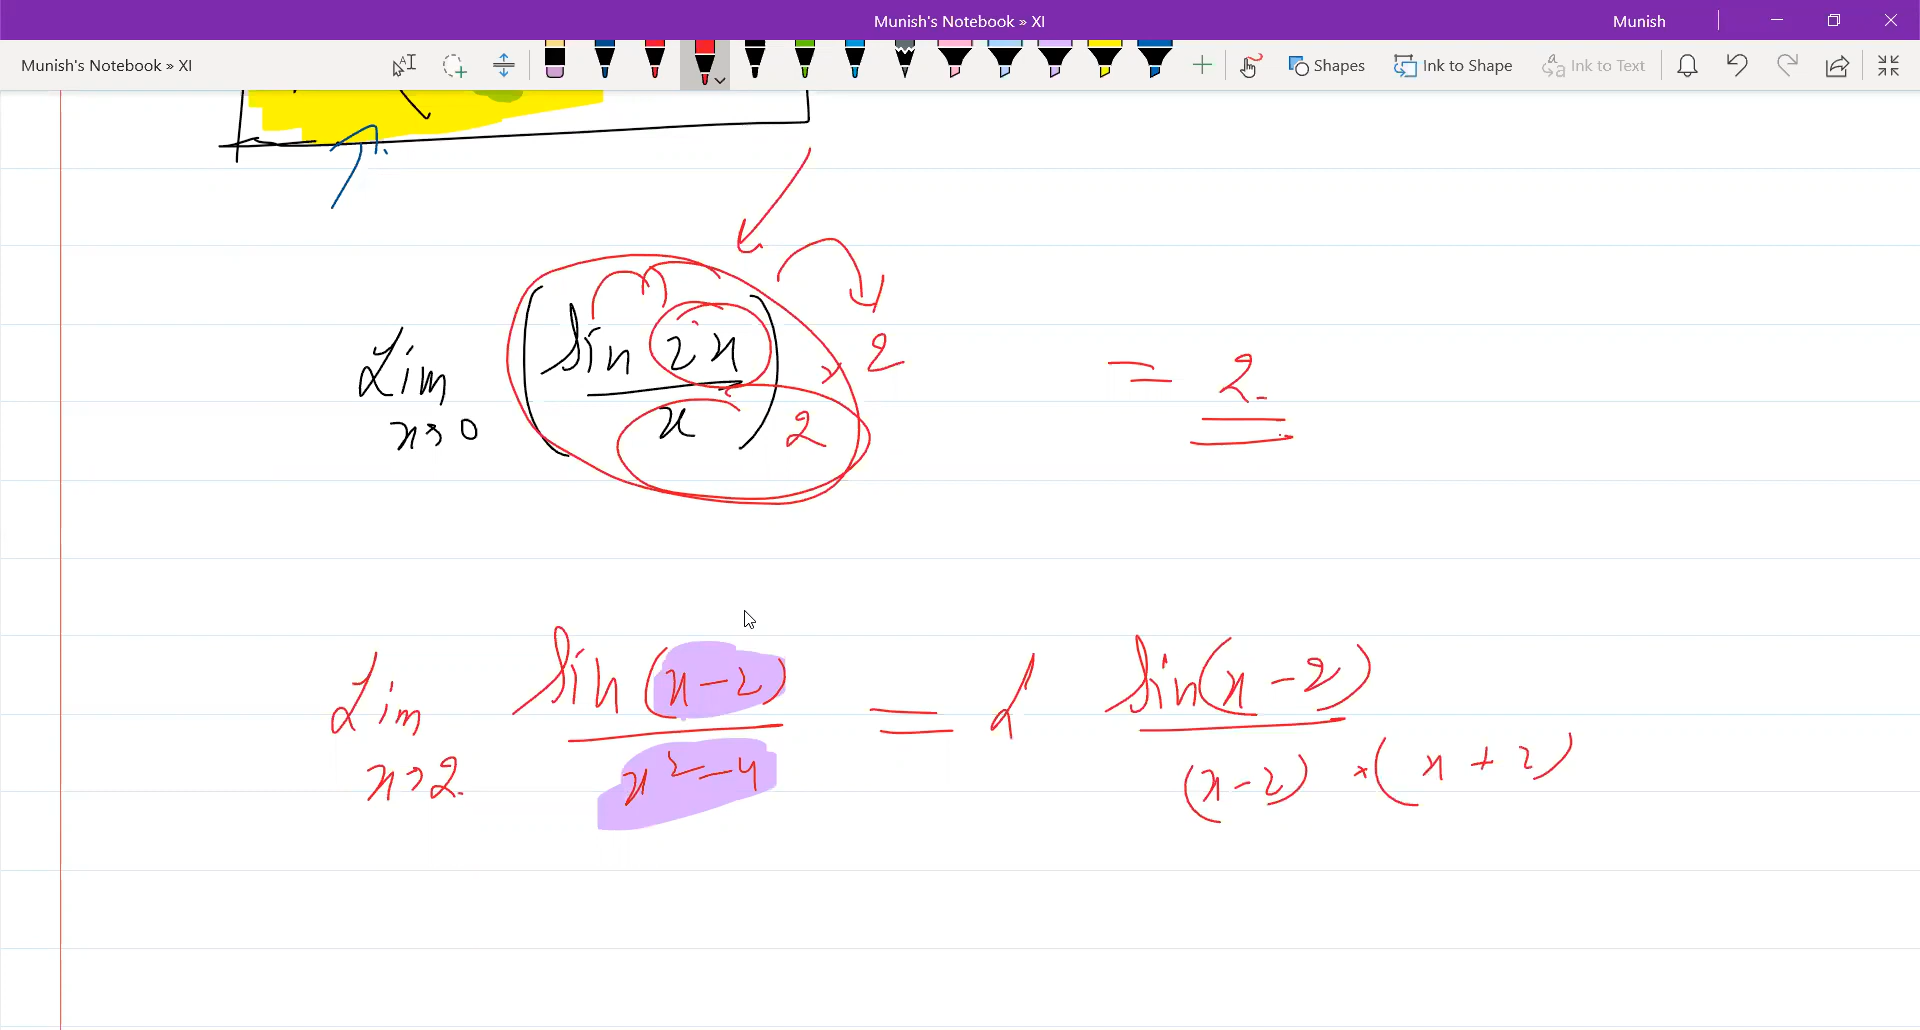 Munish's Notebook » XI
Munish
Munish's Notebook » XI
Shapes
Ink to Shape
Ink to Text
Lim x→0 (sin 2x / x 2) × 2 = 2
Lim x→2 sin (x-2) / x²-4 = L sin(x-2) / (x-2) × (x+2)